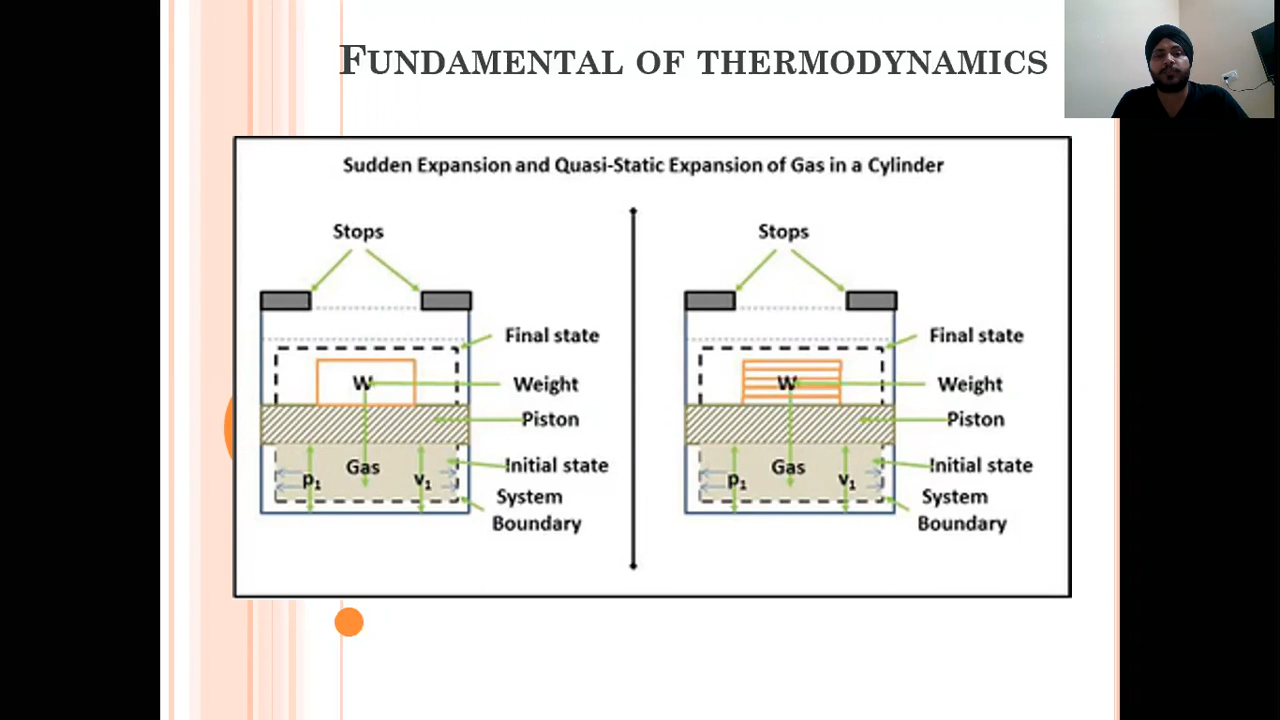 FUNDAMENTAL OF THERMODYNAMICS
Sudden Expansion and Quasi-Static Expansion of Gas in a Cylinder
Stops
Final state
W
Weight
Piston
Gas
Initial state
p1
v1
System
Boundary
Stops
Final state
W
Weight
Piston
Gas
Initial state
p1
v1
System
Boundary